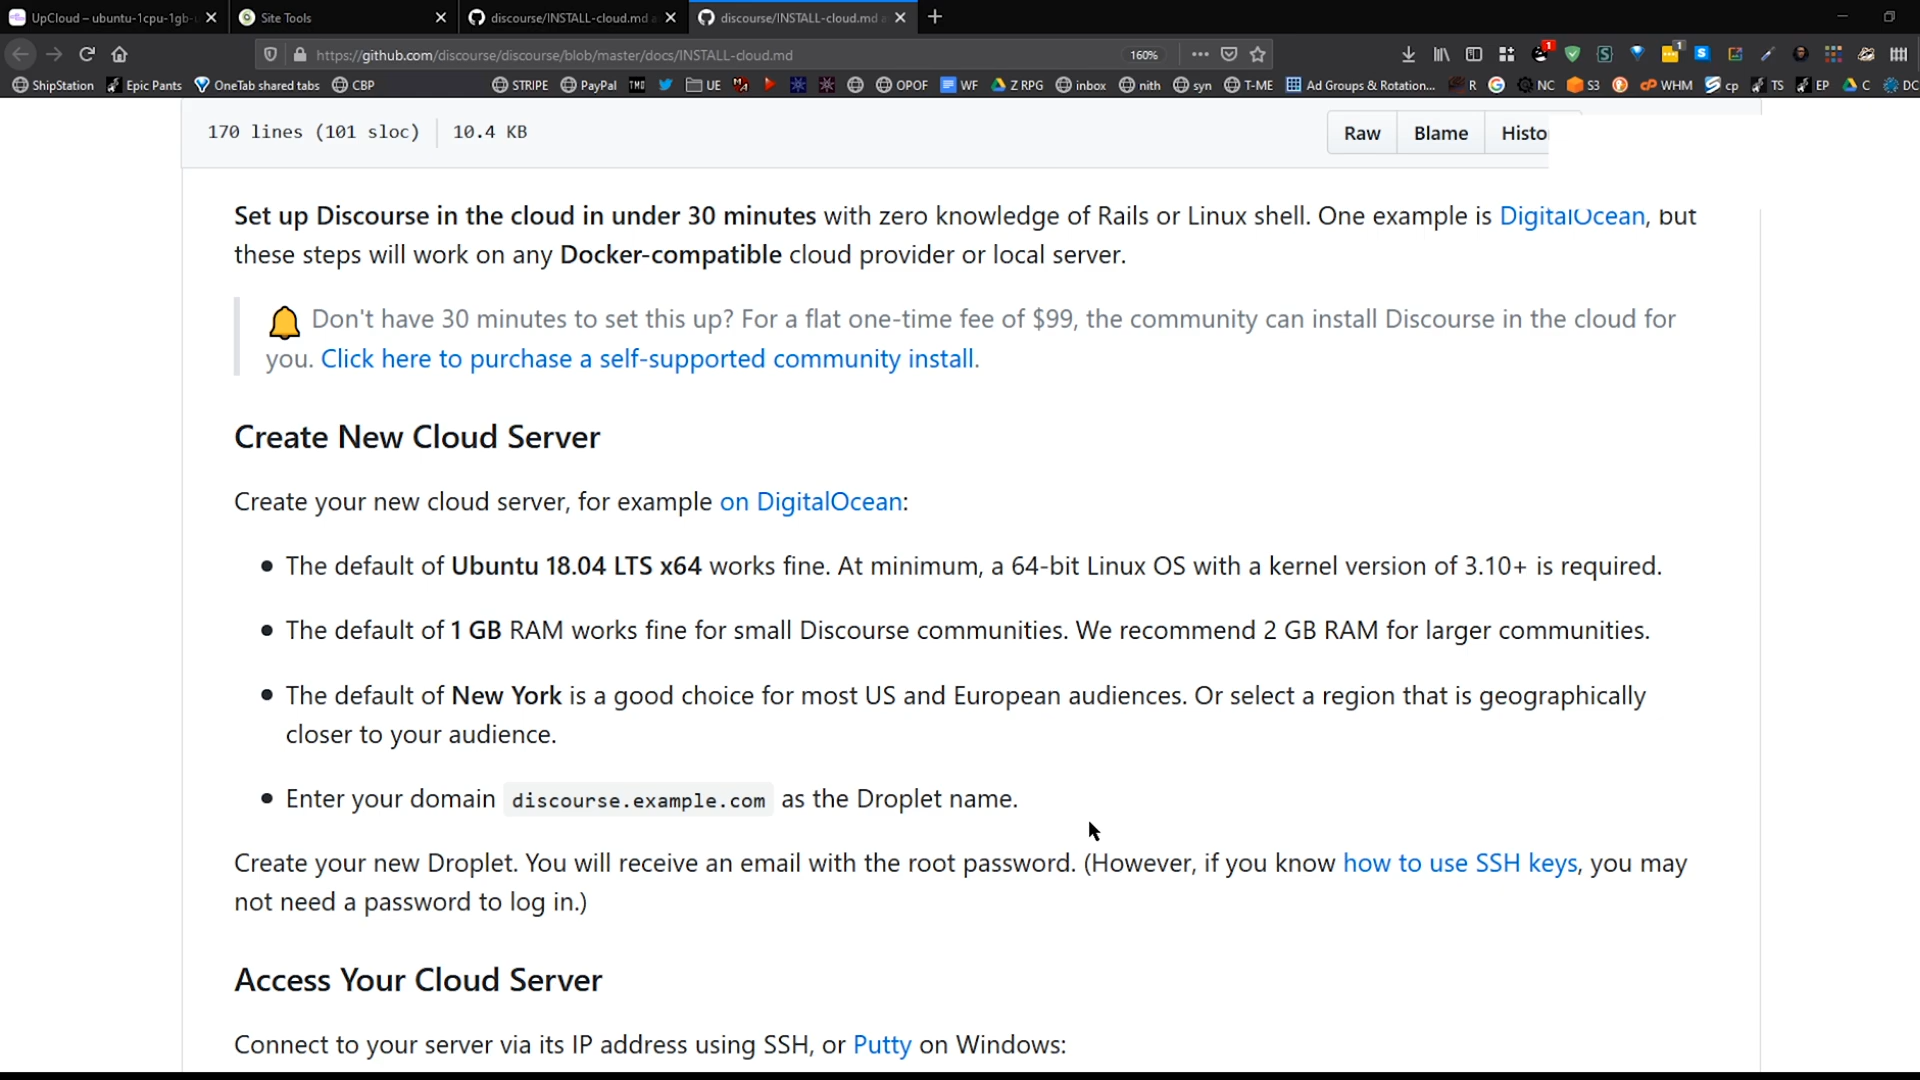 UpCloud – ubuntu-1cpu-1gb-
Site Tools
discourse/INSTALL-cloud.md
discourse/INSTALL-cloud.md
https://github.com/discourse/discourse/blob/master/docs/INSTALL-cloud.md
160%
1
1
ShipStation Epic Pants OneTab shared tabs CBP STRIPE PayPal UE OPOF WF Z RPG inbox nith syn T-ME Ad Groups & Rotation... R NC S3 WHM cp TS EP C DC
170 lines (101 sloc) 10.4 KB
Raw Blame Histo
Set up Discourse in the cloud in under 30 minutes with zero knowledge of Rails or Linux shell. One example is DigitalOcean, but
these steps will work on any Docker-compatible cloud provider or local server.
Don't have 30 minutes to set this up? For a flat one-time fee of $99, the community can install Discourse in the cloud for
you. Click here to purchase a self-supported community install.
Create New Cloud Server
Create your new cloud server, for example on DigitalOcean:
• The default of Ubuntu 18.04 LTS x64 works fine. At minimum, a 64-bit Linux OS with a kernel version of 3.10+ is required.
• The default of 1 GB RAM works fine for small Discourse communities. We recommend 2 GB RAM for larger communities.
• The default of New York is a good choice for most US and European audiences. Or select a region that is geographically
closer to your audience.
• Enter your domain discourse.example.com as the Droplet name.
Create your new Droplet. You will receive an email with the root password. (However, if you know how to use SSH keys, you may
not need a password to log in.)
Access Your Cloud Server
Connect to your server via its IP address using SSH, or Putty on Windows: